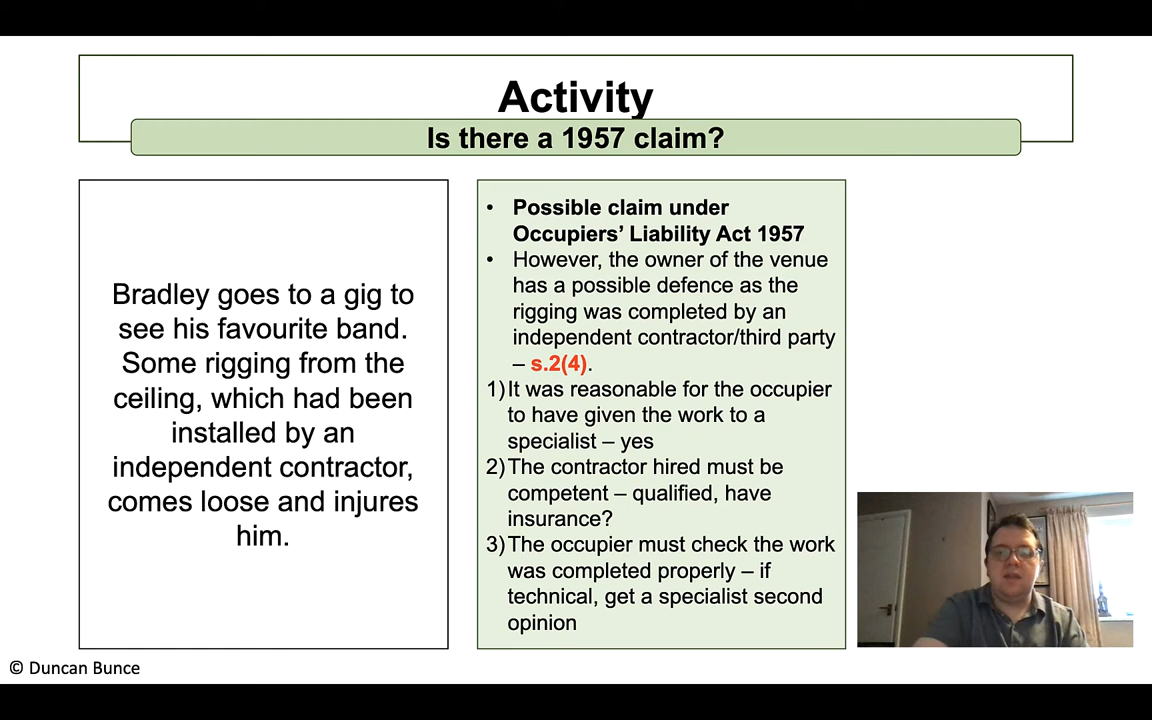 Activity
Is there a 1957 claim?
Bradley goes to a gig to
see his favourite band.
Some rigging from the
ceiling, which had been
installed by an
independent contractor,
comes loose and injures
him.
• Possible claim under
Occupiers’ Liability Act 1957
• However, the owner of the venue
has a possible defence as the
rigging was completed by an
independent contractor/third party
– s.2(4).
1) It was reasonable for the occupier
to have given the work to a
specialist – yes
2) The contractor hired must be
competent – qualified, have
insurance?
3) The occupier must check the work
was completed properly – if
technical, get a specialist second
opinion
© Duncan Bunce